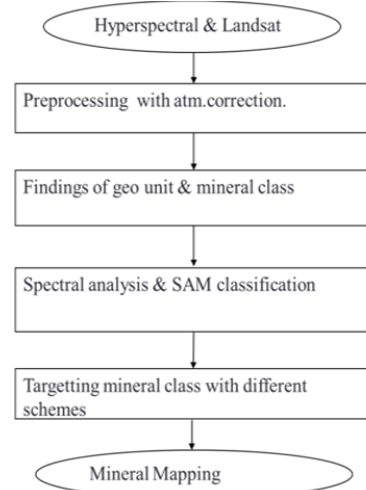 Hyperspectral & Landsat
Preprocessing with atm.correction.
Findings of geo unit & mineral class
Spectral analysis & SAM classification
Targetting mineral class with different
schemes
Mineral Mapping